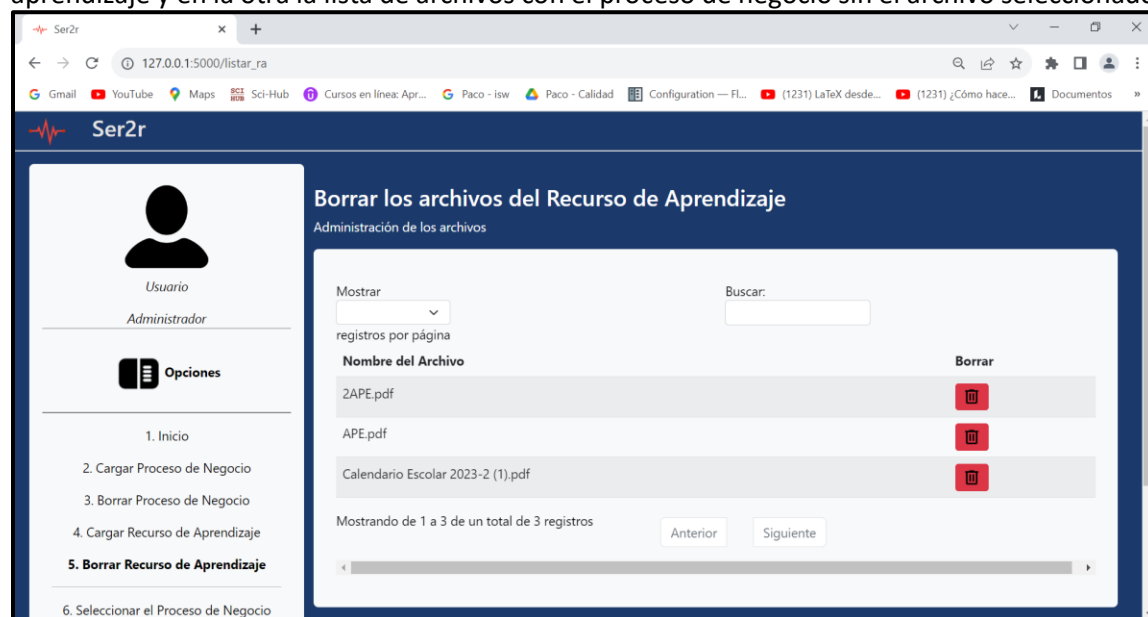 aprendizaje y en la otra la lista de archivos con el proceso de negocio sin el archivo seleccionado
Ser2r
127.0.0.1:5000/listar_ra
Gmail YouTube Maps SCI HUB Sci-Hub Cursos en línea: Apr... Paco - isw Paco - Calidad Configuration — Fl... (1231) LaTeX desde... (1231) ¿Cómo hace... Documentos »
Ser2r
Usuario
Administrador
Opciones
1. Inicio
2. Cargar Proceso de Negocio
3. Borrar Proceso de Negocio
4. Cargar Recurso de Aprendizaje
5. Borrar Recurso de Aprendizaje
6. Seleccionar el Proceso de Negocio
Borrar los archivos del Recurso de Aprendizaje
Administración de los archivos
Mostrar
registros por página
Buscar:
Nombre del Archivo Borrar
2APE.pdf
APE.pdf
Calendario Escolar 2023-2 (1).pdf
Mostrando de 1 a 3 de un total de 3 registros Anterior Siguiente